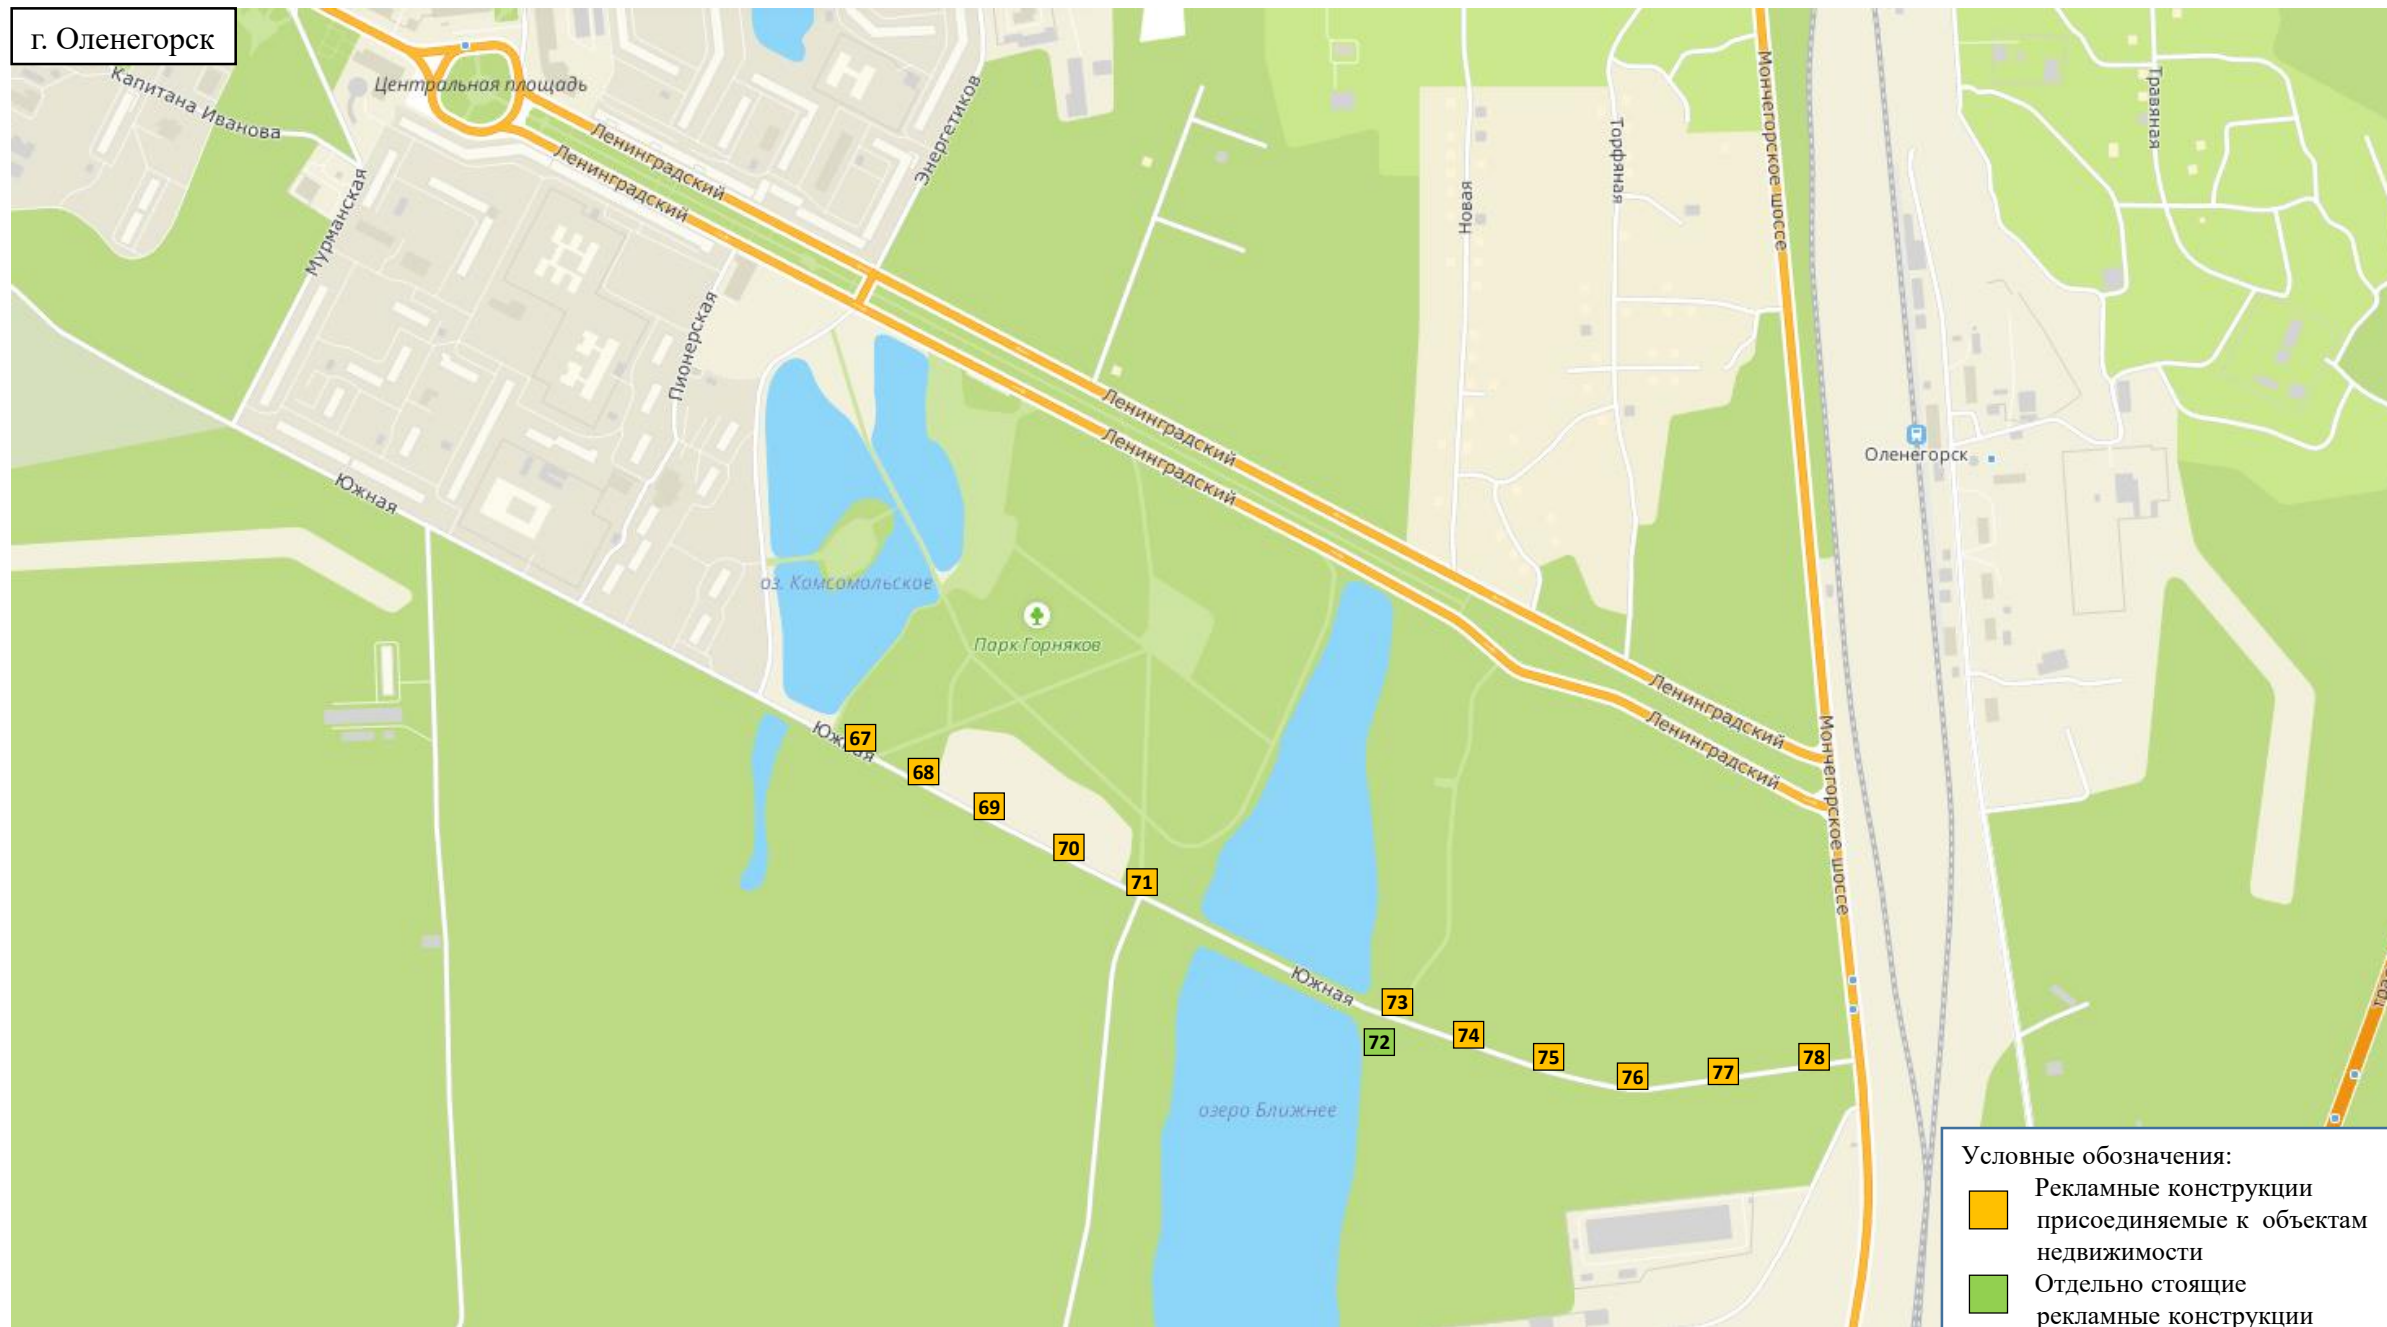 г. Оленегорск
Капитана Иванова
Центральная площадь
Ленинградский
Ленинградский
Энергетиков
Мурманская
Пионерская
Новая
Торфяная
Мончегорское шоссе
Травяная
Ленинградский
Ленинградский
Оленегорск
Южная
оз. Комсомольское
Парк Горняков
Ленинградский
Ленинградский
Мончегорское шоссе
Южная
67
68
69
70
71
Южная
73
72
74
75
76
77
78
озеро Ближнее
Условные обозначения:
Рекламные конструкции
присоединяемые к объектам
недвижимости
Отдельно стоящие
рекламные конструкции